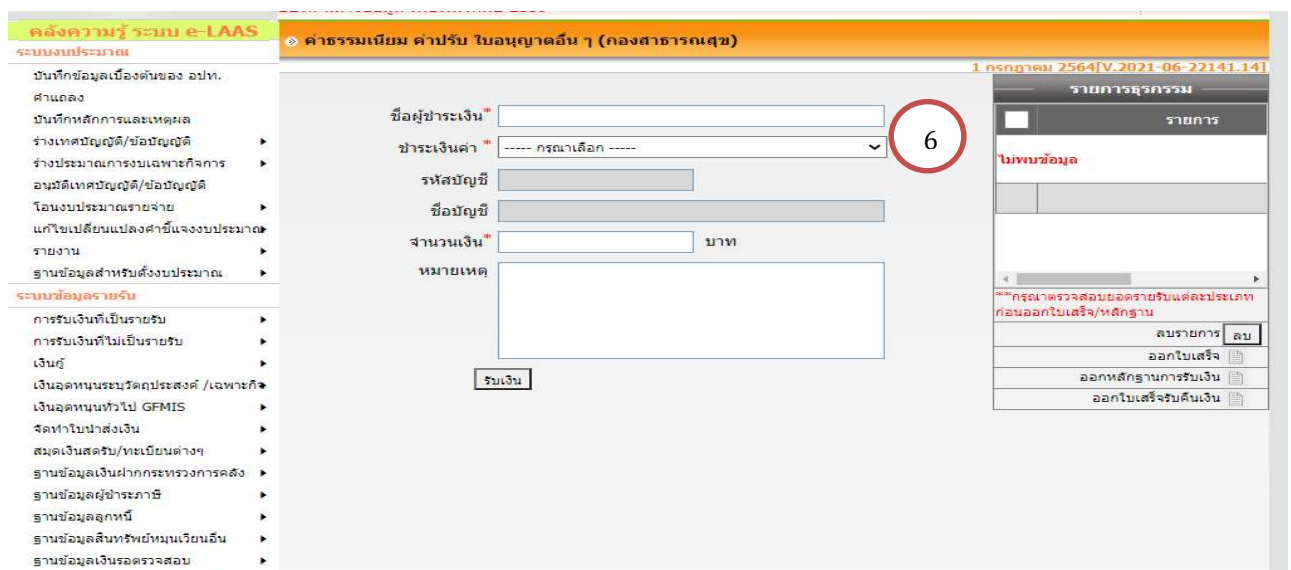 คลังความรู้ ระบบ e-LAAS
ระบบงบประมาณ
บันทึกข้อมูลเบื้องต้นของ อปท.
คำแถลง
บันทึกหลักการและเหตุผล
ร่างเทศบัญญัติ/ข้อบัญญัติ
ร่างประมาณการงบเฉพาะกิจการ
อนุมัติเทศบัญญัติ/ข้อบัญญัติ
โอนงบประมาณรายจ่าย
แก้ไขเปลี่ยนแปลงคำชี้แจงงบประมาณ
รายงาน
ฐานข้อมูลสำหรับตั้งงบประมาณ
ระบบข้อมูลรายรับ
การรับเงินที่เป็นรายรับ
การรับเงินที่ไม่เป็นรายรับ
เงินกู้
เงินอุดหนุนระบุวัตถุประสงค์ /เฉพาะกิจ
เงินอุดหนุนทั่วไป GFMIS
จัดทำใบนำส่งเงิน
สมุดเงินสดรับ/ทะเบียนต่างๆ
ฐานข้อมูลเงินฝากกระทรวงการคลัง
ฐานข้อมูลผู้ชำระภาษี
ฐานข้อมูลลูกหนี้
ฐานข้อมูลสินทรัพย์หมุนเวียนอื่น
ฐานข้อมูลเงินรอตรวจสอบ
ค่าธรรมเนียม ค่าปรับ ใบอนุญาตอื่น ๆ (กองสาธารณสุข)
1 กรกฎาคม 2564[V.2021-06-22141.14]
ชื่อผู้ชำระเงิน*
ชำระเงินค่า * ----- กรุณาเลือก -----
รหัสบัญชี
ชื่อบัญชี
จำนวนเงิน* บาท
หมายเหตุ
รับเงิน
6
รายการธุรกรรม
รายการ
ไม่พบข้อมูล
**กรุณาตรวจสอบยอดรายรับแต่ละประเภท
ก่อนออกใบเสร็จ/หลักฐาน
ลบรายการ ลบ
ออกใบเสร็จ
ออกหลักฐานการรับเงิน
ออกใบเสร็จรับคืนเงิน